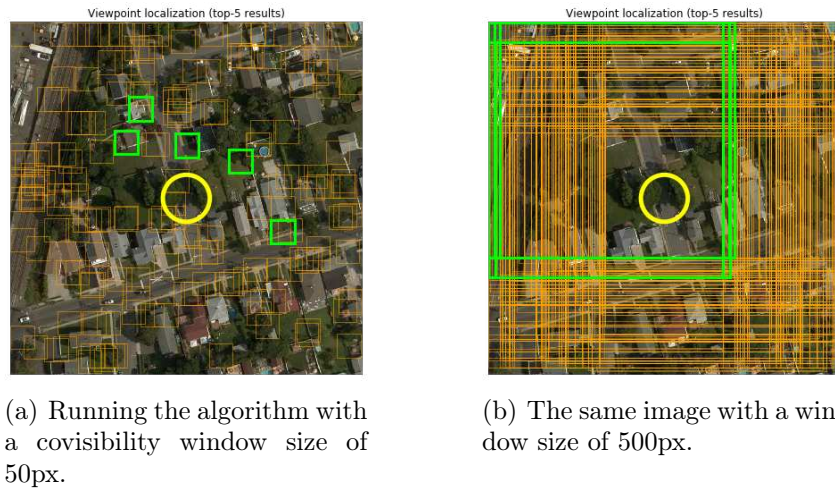 Viewpoint localization (top-5 results)
Viewpoint localization (top-5 results)
(a) Running the algorithm with
a covisibility window size of
50px.
(b) The same image with a win
dow size of 500px.